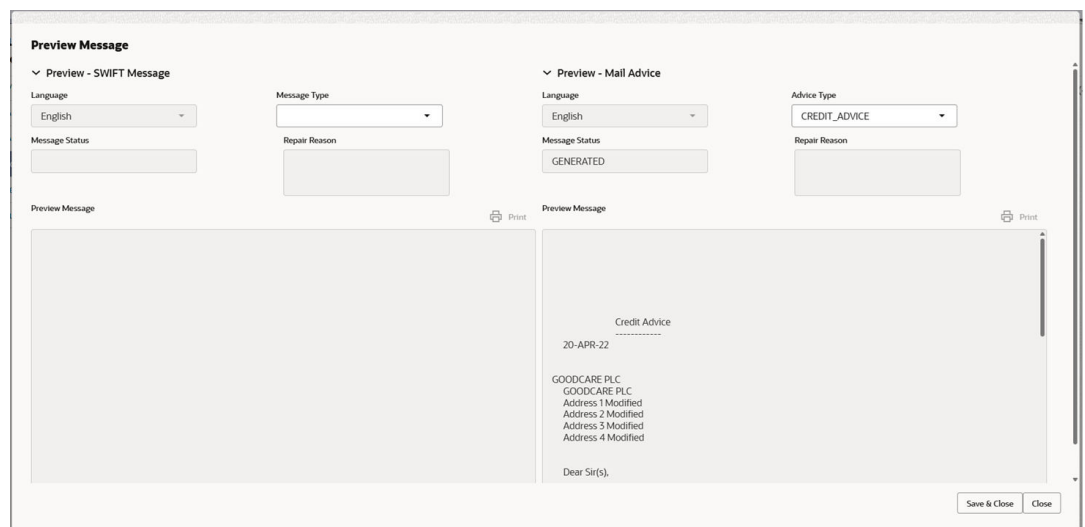 Preview Message
Preview - SWIFT Message
Language
Message Type
English
Message Status
Repair Reason
Preview Message
Print
Preview - Mail Advice
Language
Advice Type
English
CREDIT_ADVICE
Message Status
Repair Reason
GENERATED
Preview Message
Print
Credit Advice
------------
20-APR-22
GOODCARE PLC
GOODCARE PLC
Address 1 Modified
Address 2 Modified
Address 3 Modified
Address 4 Modified
Dear Sir(s),
Save & Close
Close